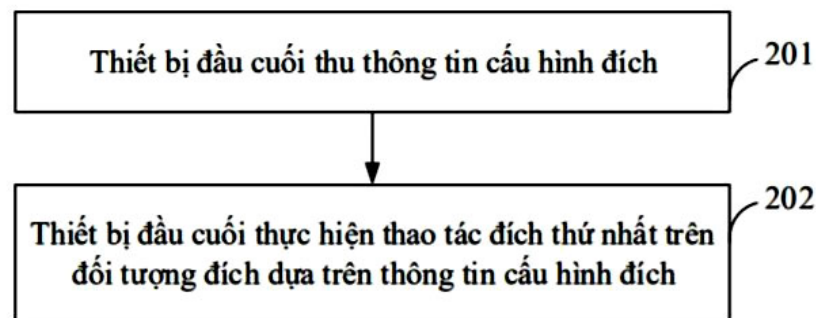 Thiết bị đầu cuối thu thông tin cấu hình đích
201
202
Thiết bị đầu cuối thực hiện thao tác đích thứ nhất trên
đối tượng đích dựa trên thông tin cấu hình đích